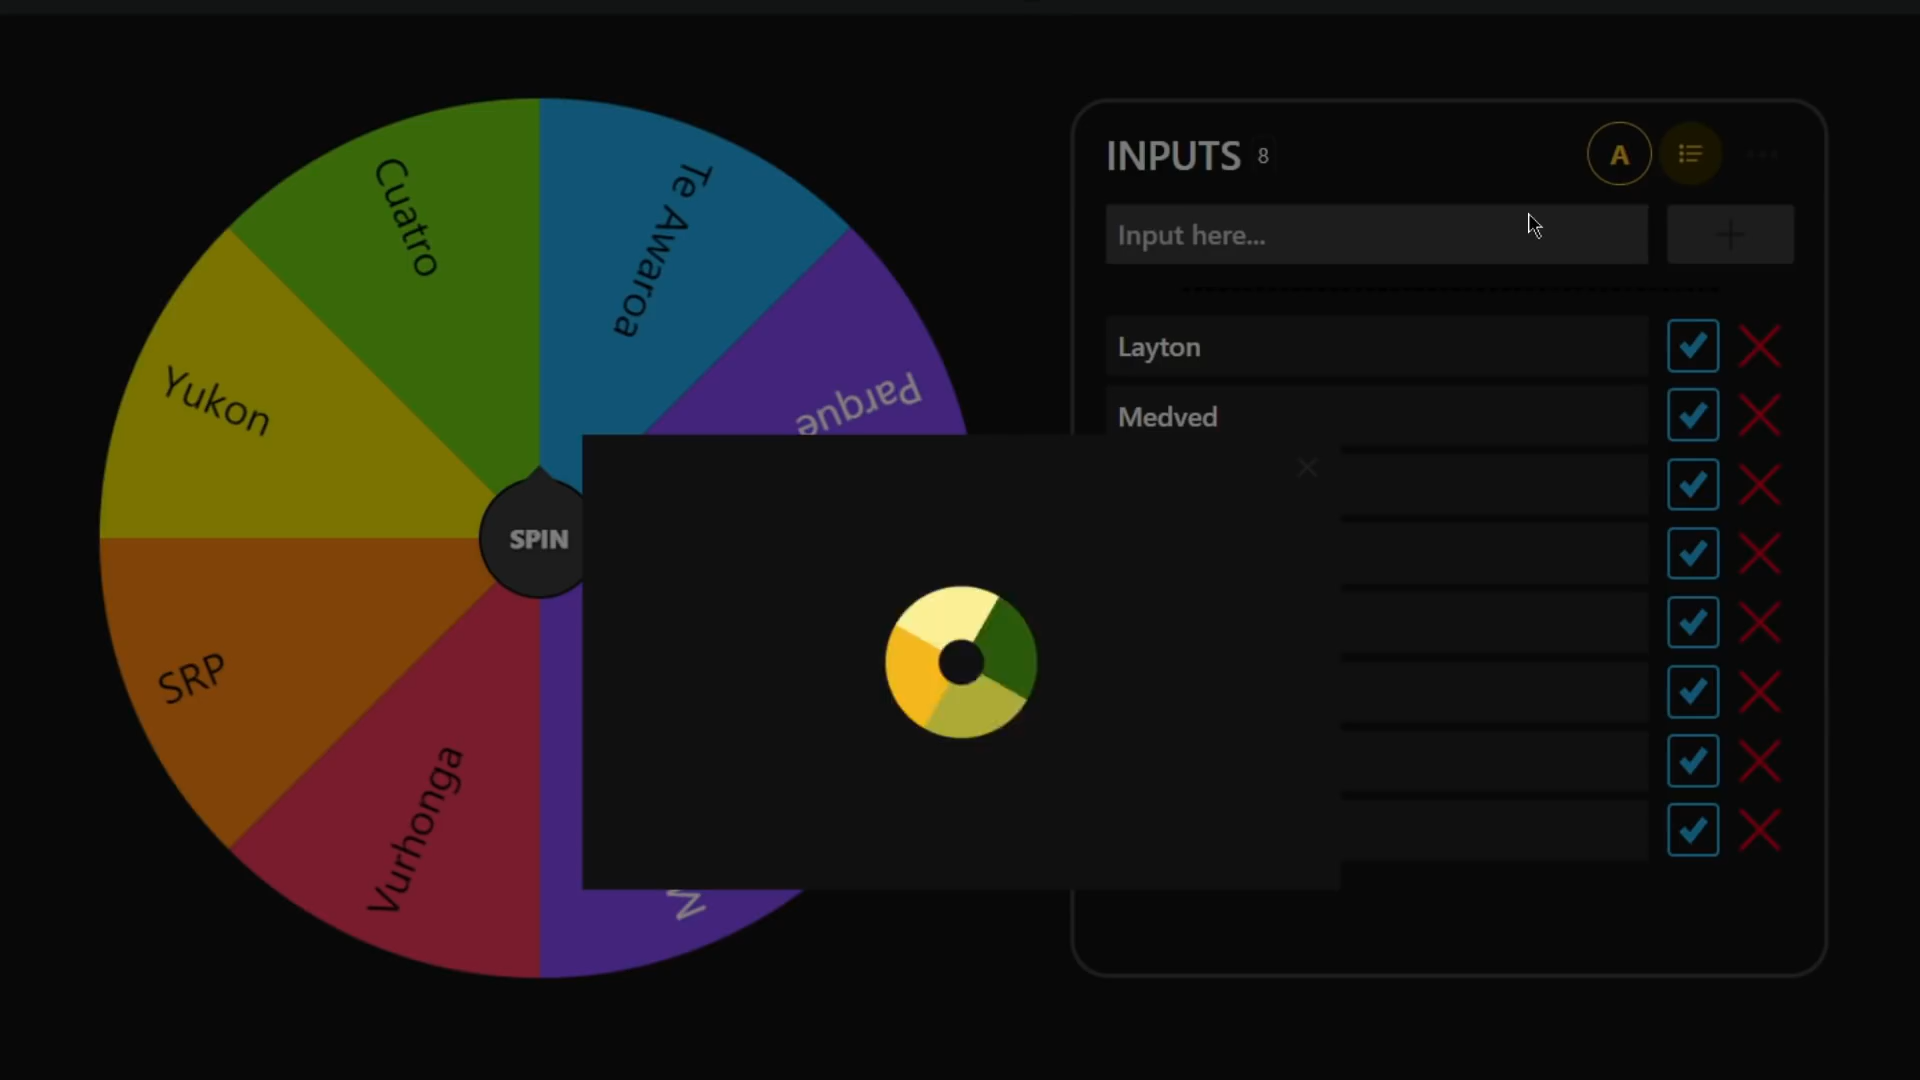 Cuatro
Te Awaroa
Parque
Yukon
SPIN
SRP
Vurhonga
M
INPUTS 8
A
Input here...
Layton
Medved